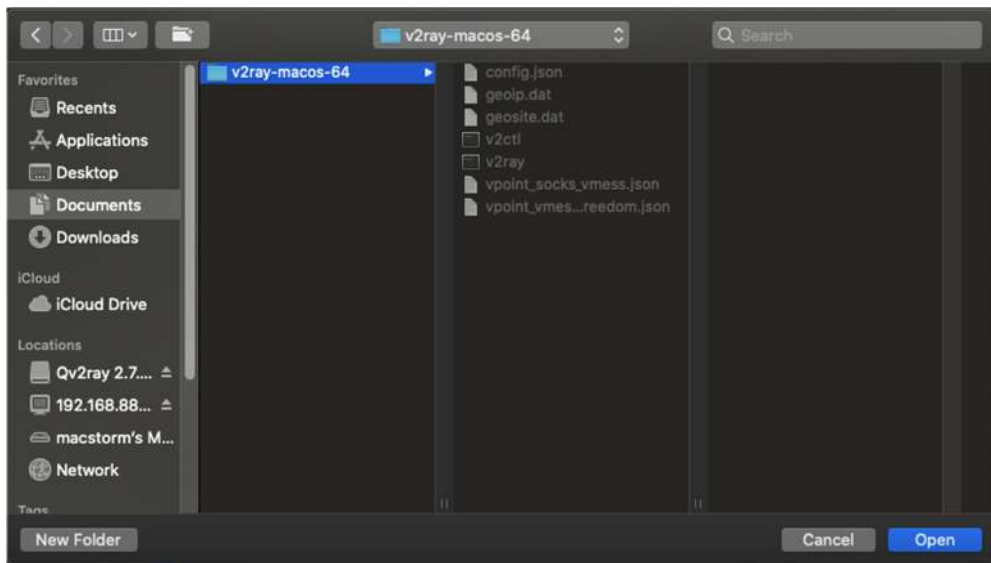 v2ray-macos-64
Search
Favorites
Recents
Applications
Desktop
Documents
Downloads
iCloud
iCloud Drive
Locations
Qv2ray 2.7....
192.168.88...
macstorm's M...
Network
Tags
v2ray-macos-64
config.json
geoip.dat
geosite.dat
v2ctl
v2ray
vpoint_socks_vmess.json
vpoint_vmes...reedom.json
New Folder
Cancel
Open